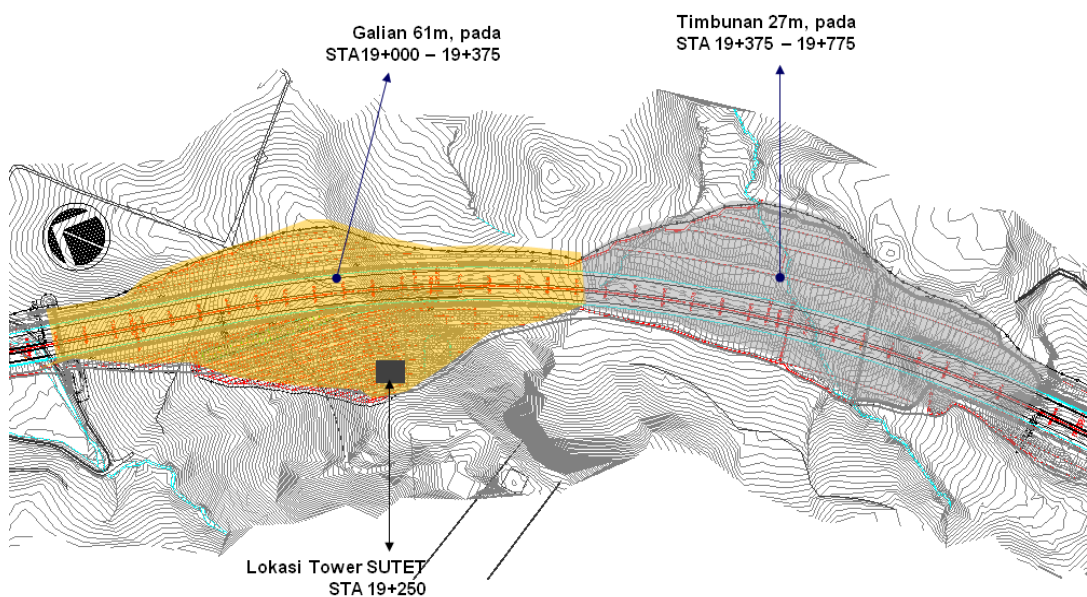 Galian 61m, pada
STA19+000 – 19+375
Timbunan 27m, pada
STA 19+375 – 19+775
Lokasi Tower SUTET
STA 19+250